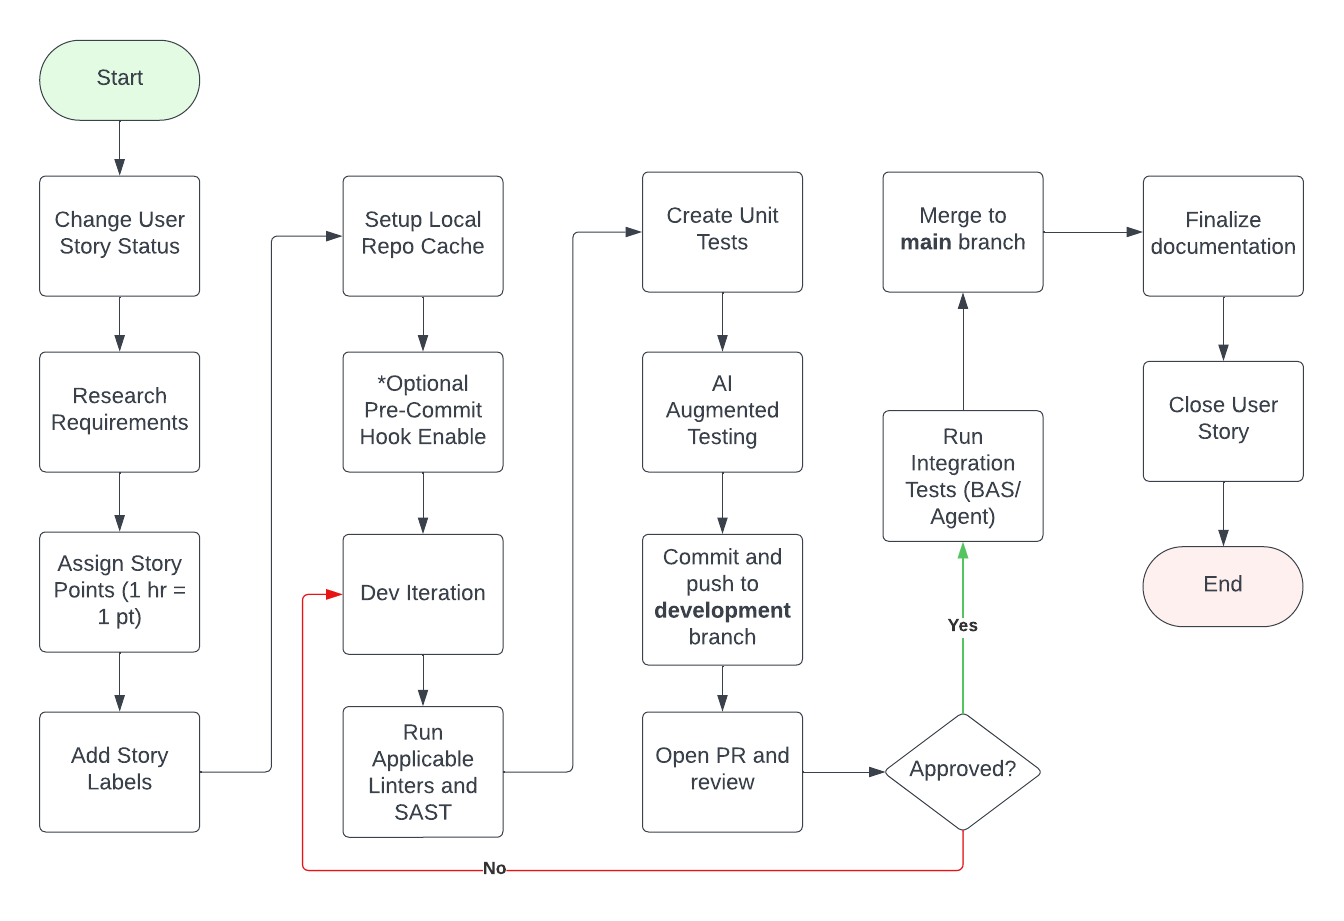 Start
Change User
Story Status
Research
Requirements
Assign Story
Points (1 hr =
1 pt)
Add Story
Labels
Setup Local
Repo Cache
*Optional
Pre-Commit
Hook Enable
Dev Iteration
Run
Applicable
Linters and
SAST
Create Unit
Tests
AI
Augmented
Testing
Commit and
push to
development
branch
Open PR and
review
Approved?
No
Yes
Run
Integration
Tests (BAS/
Agent)
Merge to
main branch
Finalize
documentation
Close User
Story
End